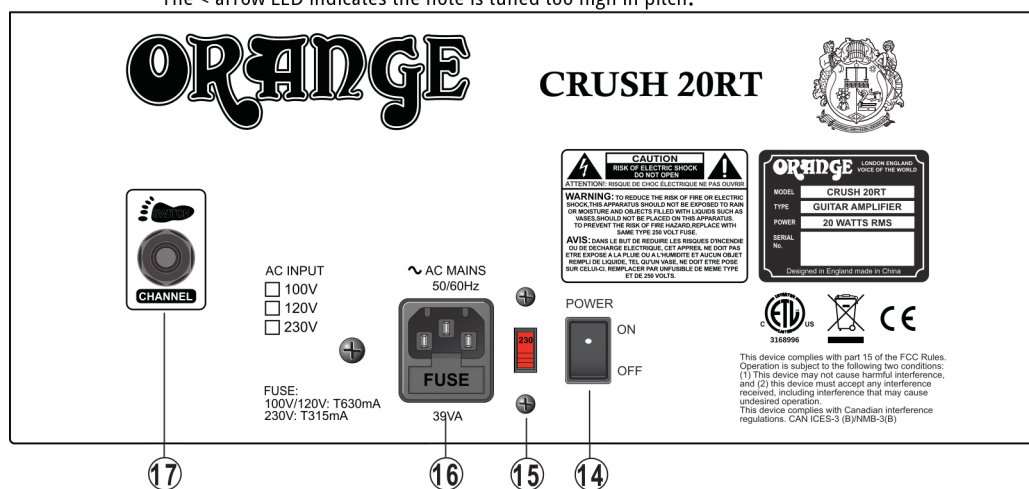 The < arrow LED indicates the note is tuned too high in pitch.
ORANGE
CRUSH 20RT
CAUTION
RISK OF ELECTRIC SHOCK
DO NOT OPEN
ATTENTION!: RISQUE DE CHOC ÉLECTRIQUE NE PAS OUVRIR
WARNING: TO REDUCE THE RISK OF FIRE OR ELECTRIC
SHOCK,THIS APPARATUS SHOULD NOT BE EXPOSED TO RAIN
OR MOISTURE AND OBJECTS FILLED WITH LIQUIDS SUCH AS
VASES,SHOULD NOT BE PLACED ON THIS APPARATUS.
TO PREVENT THE RISK OF FIRE HAZARD,REPLACE WITH
SAME TYPE 250 VOLT FUSE.
AVIS: DANS LE BUT DE REDUIRE LES RISQUES D'INCENDIE
OU DE DECHARGE ELECTRIQUE, CET APPREIL NE DOIT PAS
ETRE EXPOSE A LA PLUIE OU A L'HUMIDITE ET AUCUN OBJET
REMPLI DE LIQUIDE, TEL QU'UN VASE, NE DOIT ETRE POSE
SUR CELUI-CI. REMPLACER PAR UNFUSIBLE DE MEME TYPE
ET DE 250 VOLTS.
ORANGE LONDON ENGLAND
VOICE OF THE WORLD
MODEL CRUSH 20RT
TYPE GUITAR AMPLIFIER
POWER 20 WATTS RMS
SERIAL
No.
Designed in England made in China
SWITCH
CHANNEL
AC INPUT
100V
120V
230V
FUSE:
100V/120V: T630mA
230V: T315mA
∿ AC MAINS
50/60Hz
FUSE
39VA
230
POWER
ON
OFF
C ETL US
3168996
CE
This device complies with part 15 of the FCC Rules.
Operation is subject to the following two conditions:
(1) This device may not cause harmful interference,
and (2) this device must accept any interference
received, including interference that may cause
undesired operation.
This device complies with Canadian interference
regulations. CAN ICES-3 (B)/NMB-3(B)
17
16
15
14